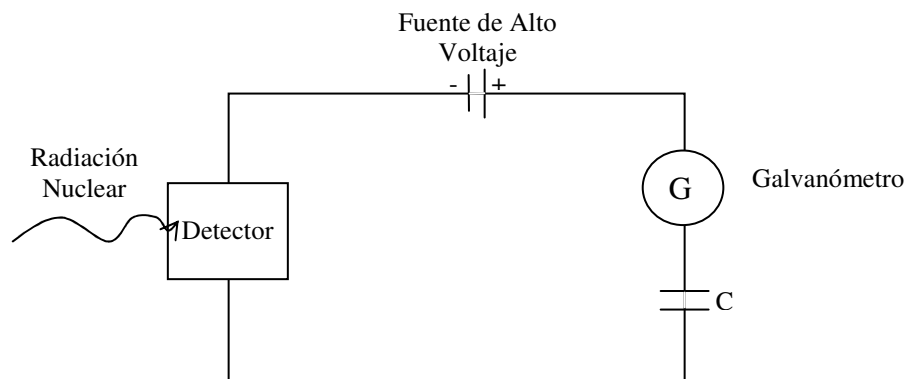 Fuente de Alto
Voltaje
- +
Radiación
Nuclear
Detector
G
Galvanómetro
C